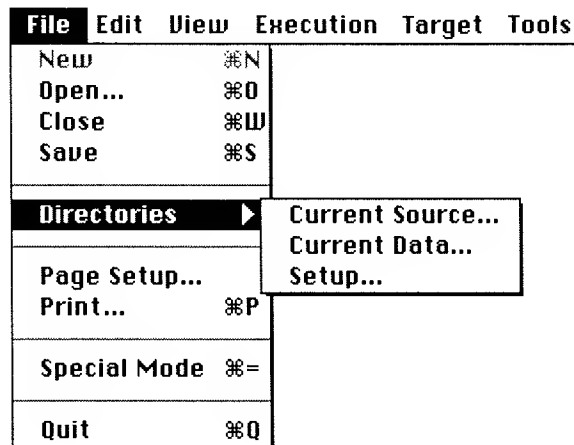 File Edit View Execution Target Tools
New ⌘N
Open... ⌘O
Close ⌘W
Save ⌘S
Directories ▶
Current Source...
Current Data...
Setup...
Page Setup...
Print... ⌘P
Special Mode ⌘=
Quit ⌘Q